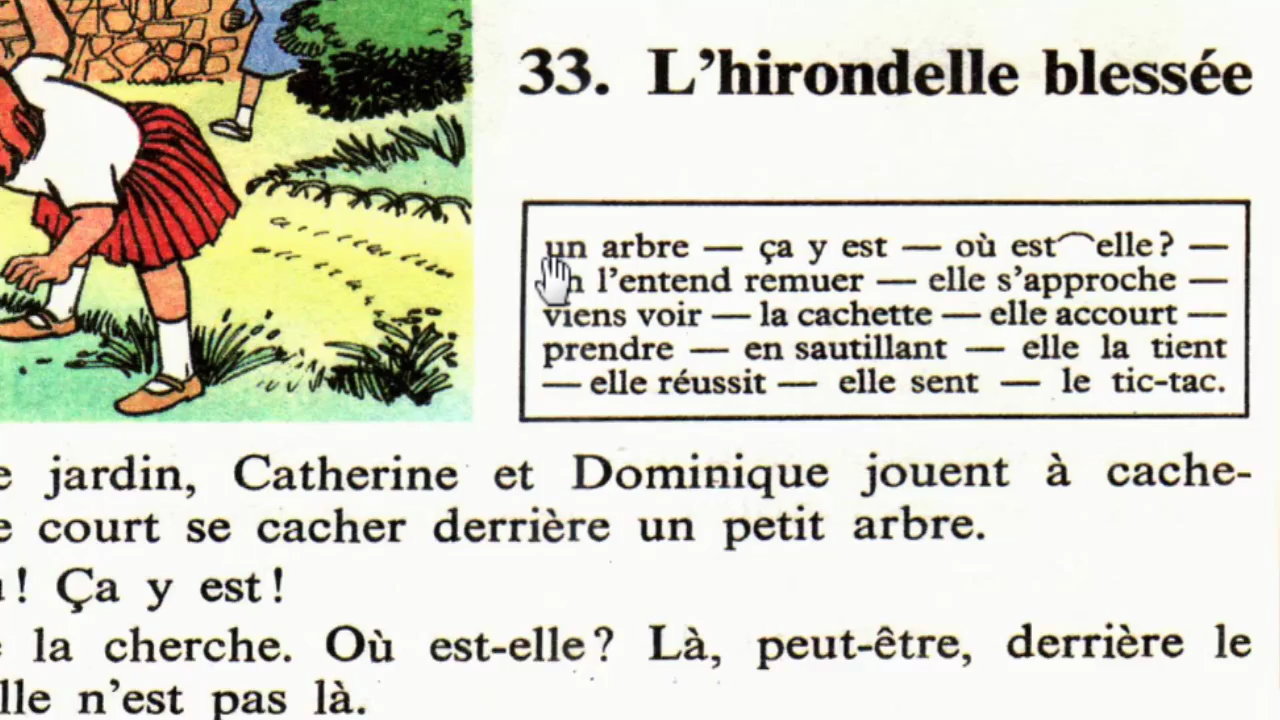 33. L'hirondelle blessée
un arbre — ça y est — où est‿elle? —
l'entend remuer — elle s'approche —
viens voir — la cachette — elle accourt —
prendre — en sautillant — elle la tient
— elle réussit — elle sent — le tic-tac.
jardin, Catherine et Dominique jouent à cache-
court se cacher derrière un petit arbre.
! Ça y est!
la cherche. Où est-elle? Là, peut-être, derrière le
n'est pas là.